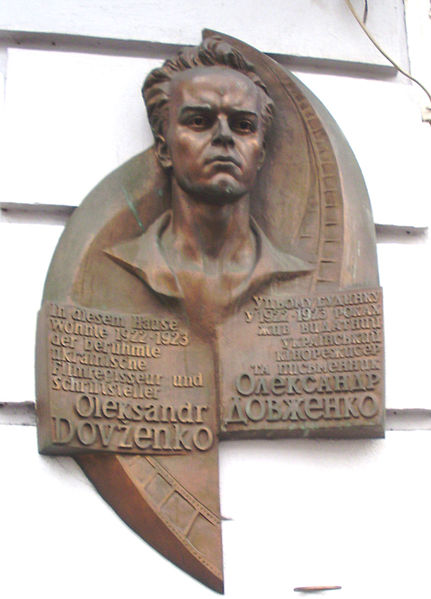 In diesem Hause
wohnte 1922-1923
der berühmte
ukrainische
Filmregisseur und
Schriftsteller
Oleksandr
Dovženko
У цьому будинку
у 1922-1923 роках
жив видатний
український
кінорежисер
та письменник
Олександр
Довженко